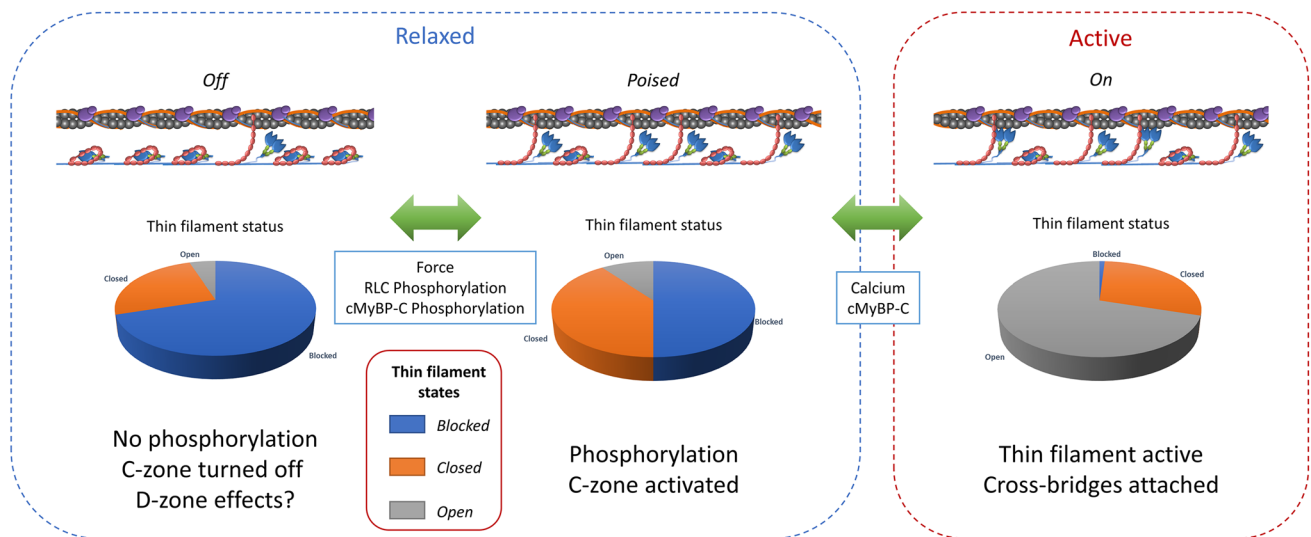 Relaxed
Active
Off
Poised
On
Thin filament status
Open
Closed
Blocked
Force
RLC Phosphorylation
cMyBP-C Phosphorylation
Thin filament status
Open
Closed
Blocked
Calcium
cMyBP-C
Thin filament status
Blocked
Closed
Open
Thin filament
states
Blocked
Closed
Open
No phosphorylation
C-zone turned off
D-zone effects?
Phosphorylation
C-zone activated
Thin filament active
Cross-bridges attached